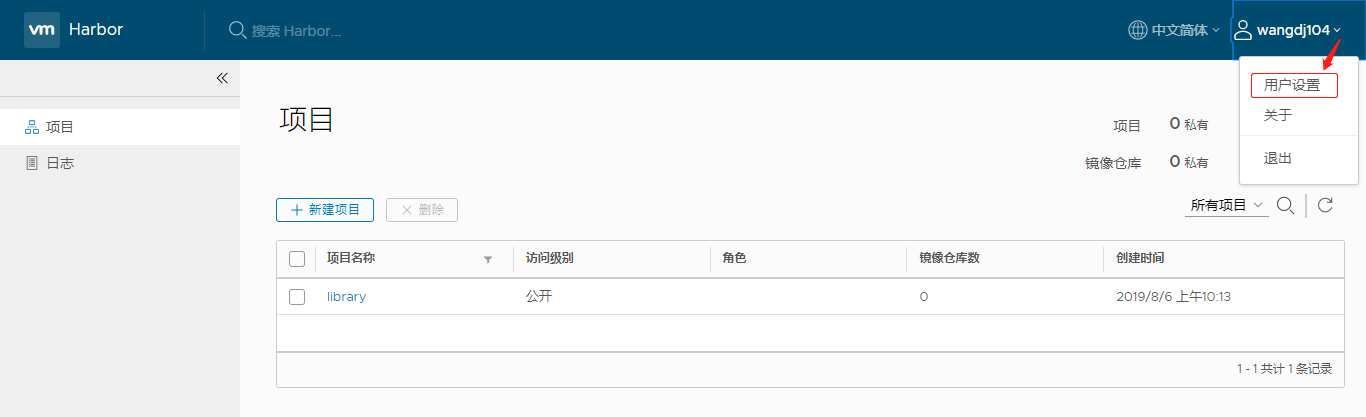 vm Harbor 搜索 Harbor... 中文简体 wangdj104
用户设置
关于
退出
项目
日志
项目
项目 0 私有
镜像仓库 0 私有
新建项目 删除 所有项目
项目名称 访问级别 角色 镜像仓库数 创建时间
library 公开 0 2019/8/6 上午10:13
1 - 1 共计 1 条记录